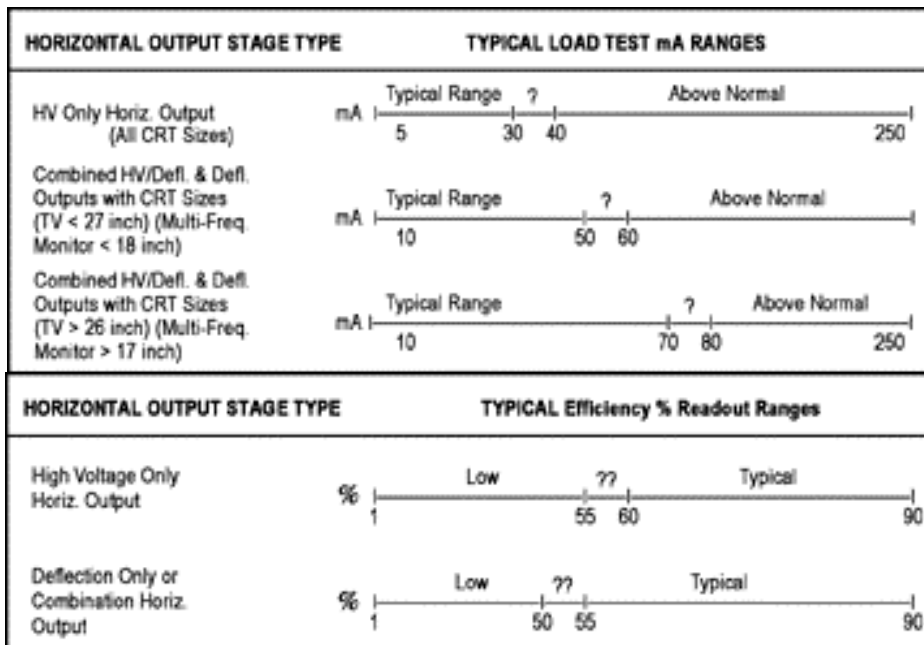 HORIZONTAL OUTPUT STAGE TYPE TYPICAL LOAD TEST mA RANGES
HV Only Horiz. Output
(All CRT Sizes)
mA Typical Range ? Above Normal
5 30 40 250
Combined HV/Defl. & Defl.
Outputs with CRT Sizes
(TV < 27 inch) (Multi-Freq.
Monitor < 18 inch)
mA Typical Range ? Above Normal
10 50 60
Combined HV/Defl. & Defl.
Outputs with CRT Sizes
(TV > 26 inch) (Multi-Freq.
Monitor > 17 inch)
mA Typical Range ? Above Normal
10 70 80 250
HORIZONTAL OUTPUT STAGE TYPE TYPICAL Efficiency % Readout Ranges
High Voltage Only
Horiz. Output
% Low ?? Typical
1 55 60 90
Deflection Only or
Combination Horiz.
Output
% Low ?? Typical
1 50 55 90